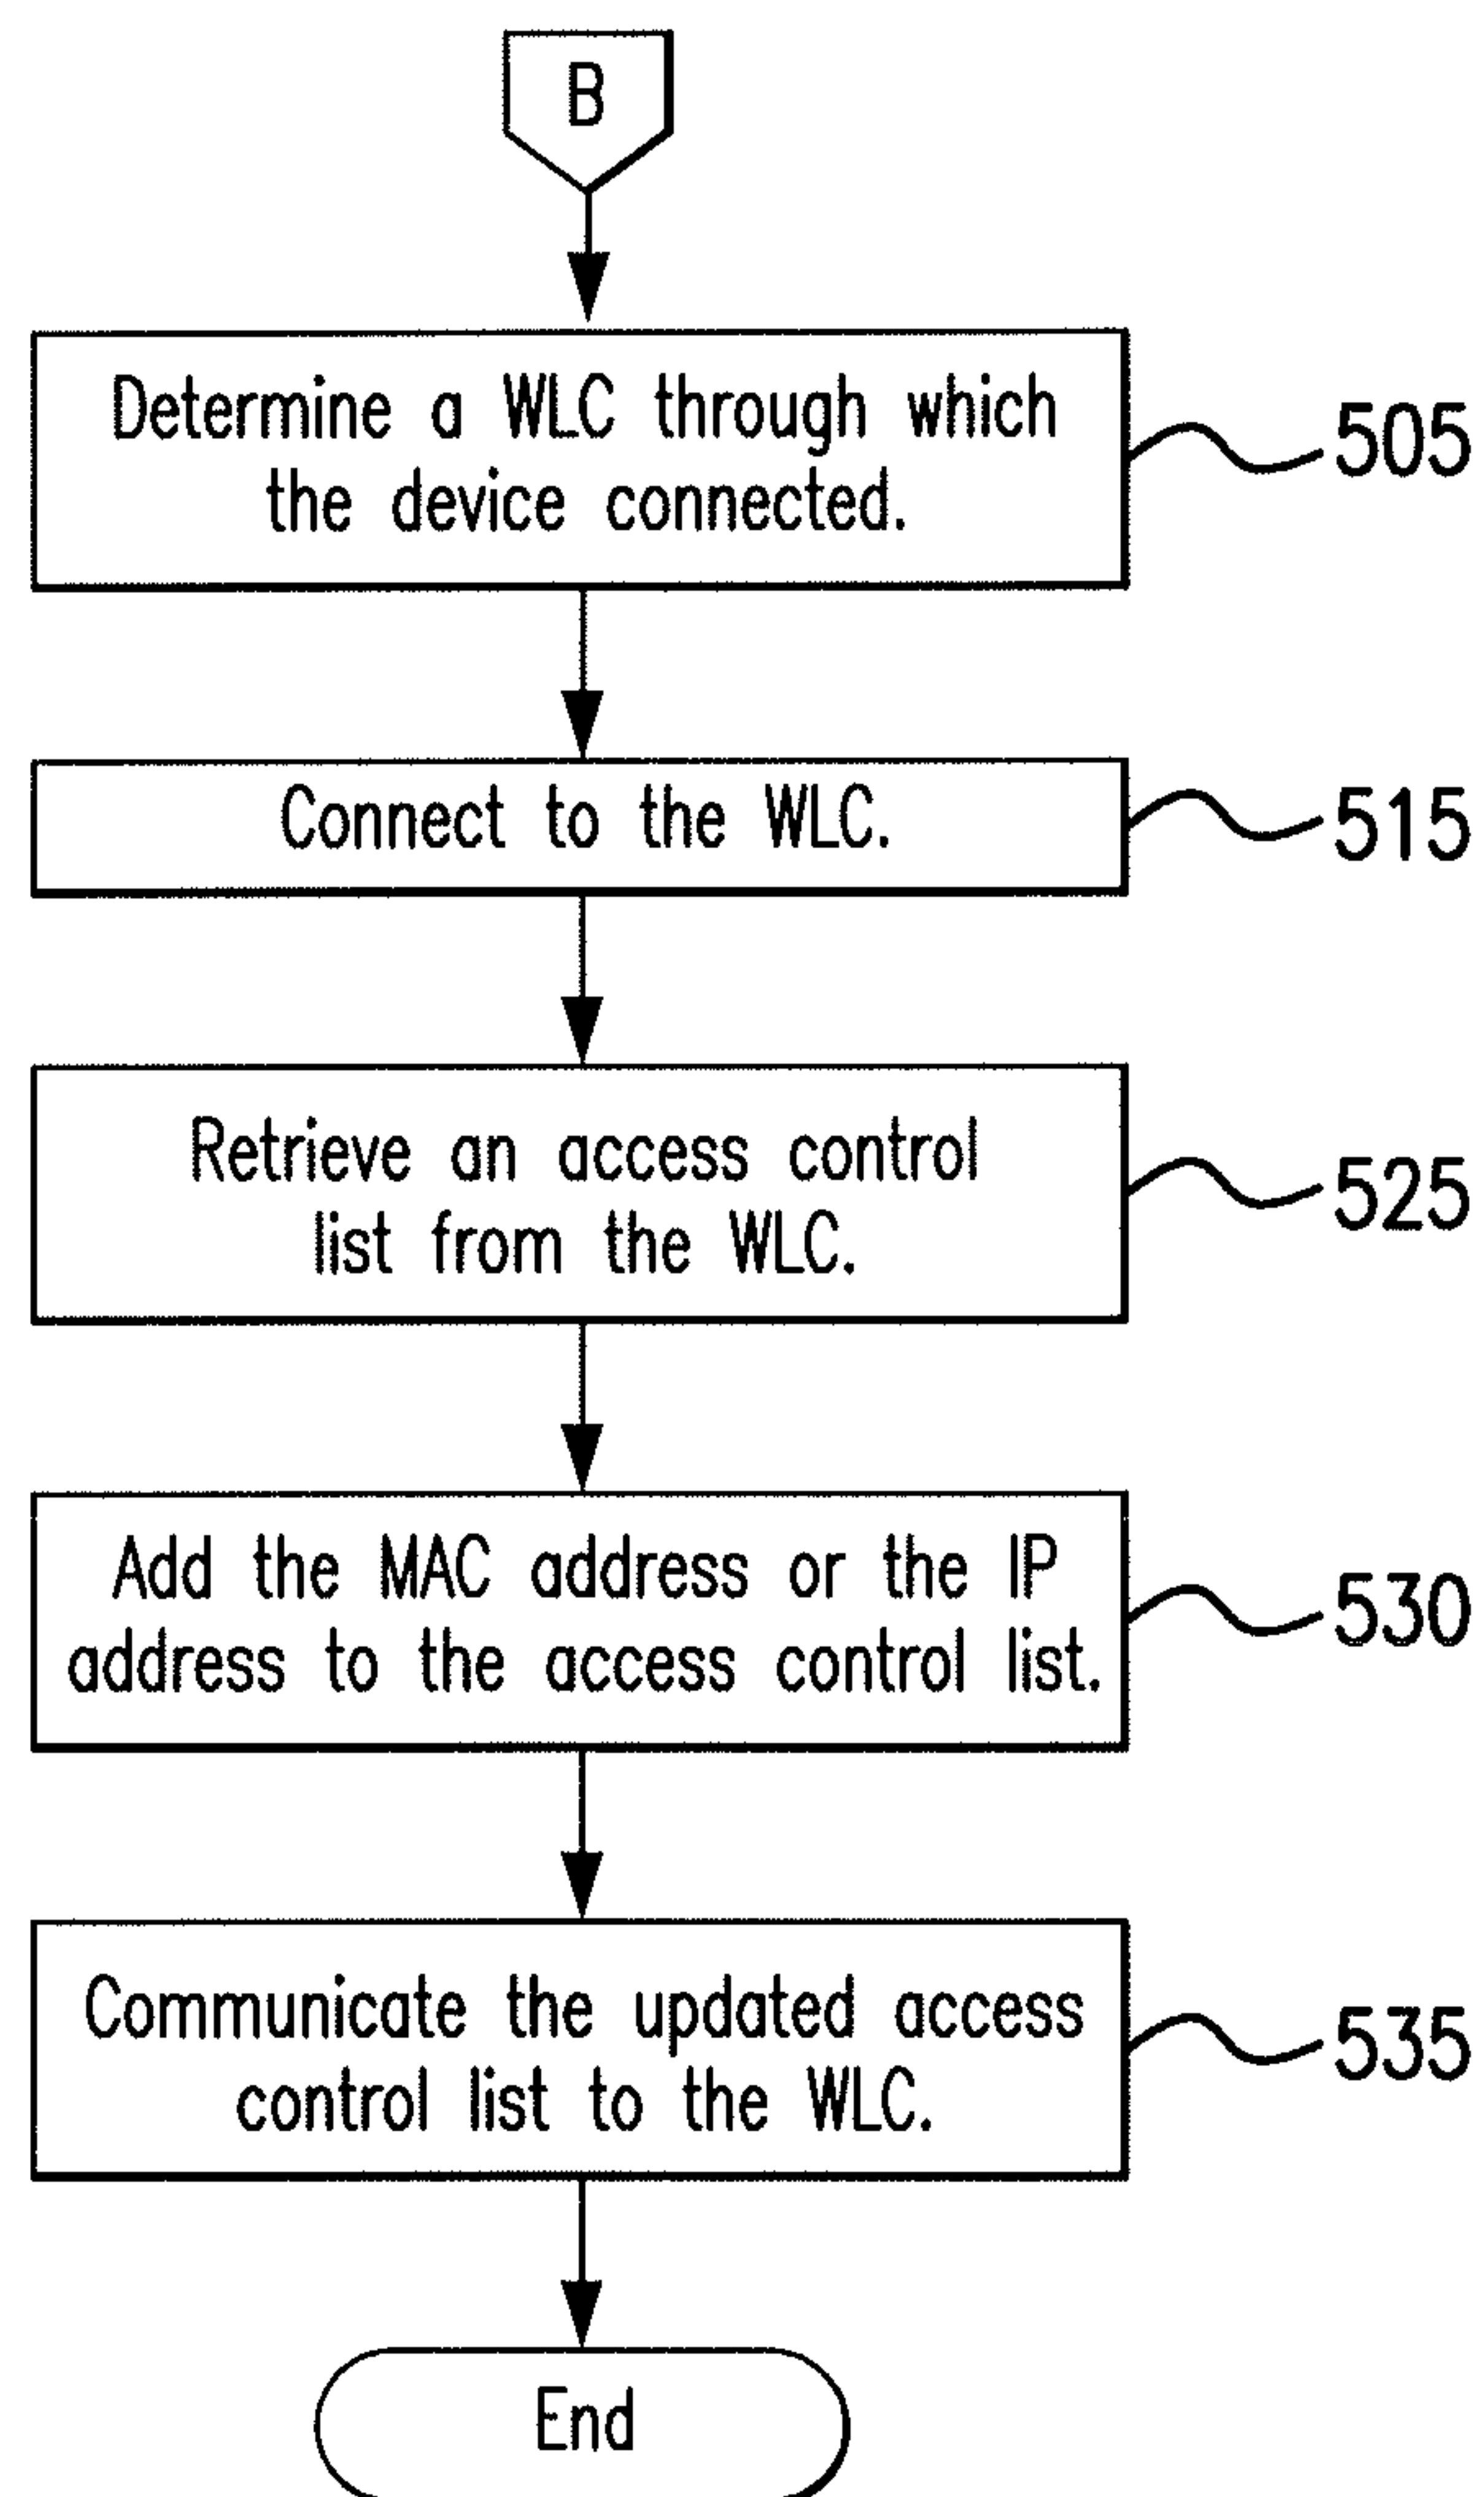 B
Determine a WLC through which
the device connected.
505
Connect to the WLC.
515
Retrieve an access control
list from the WLC.
525
Add the MAC address or the IP
address to the access control list.
530
Communicate the updated access
control list to the WLC.
535
End